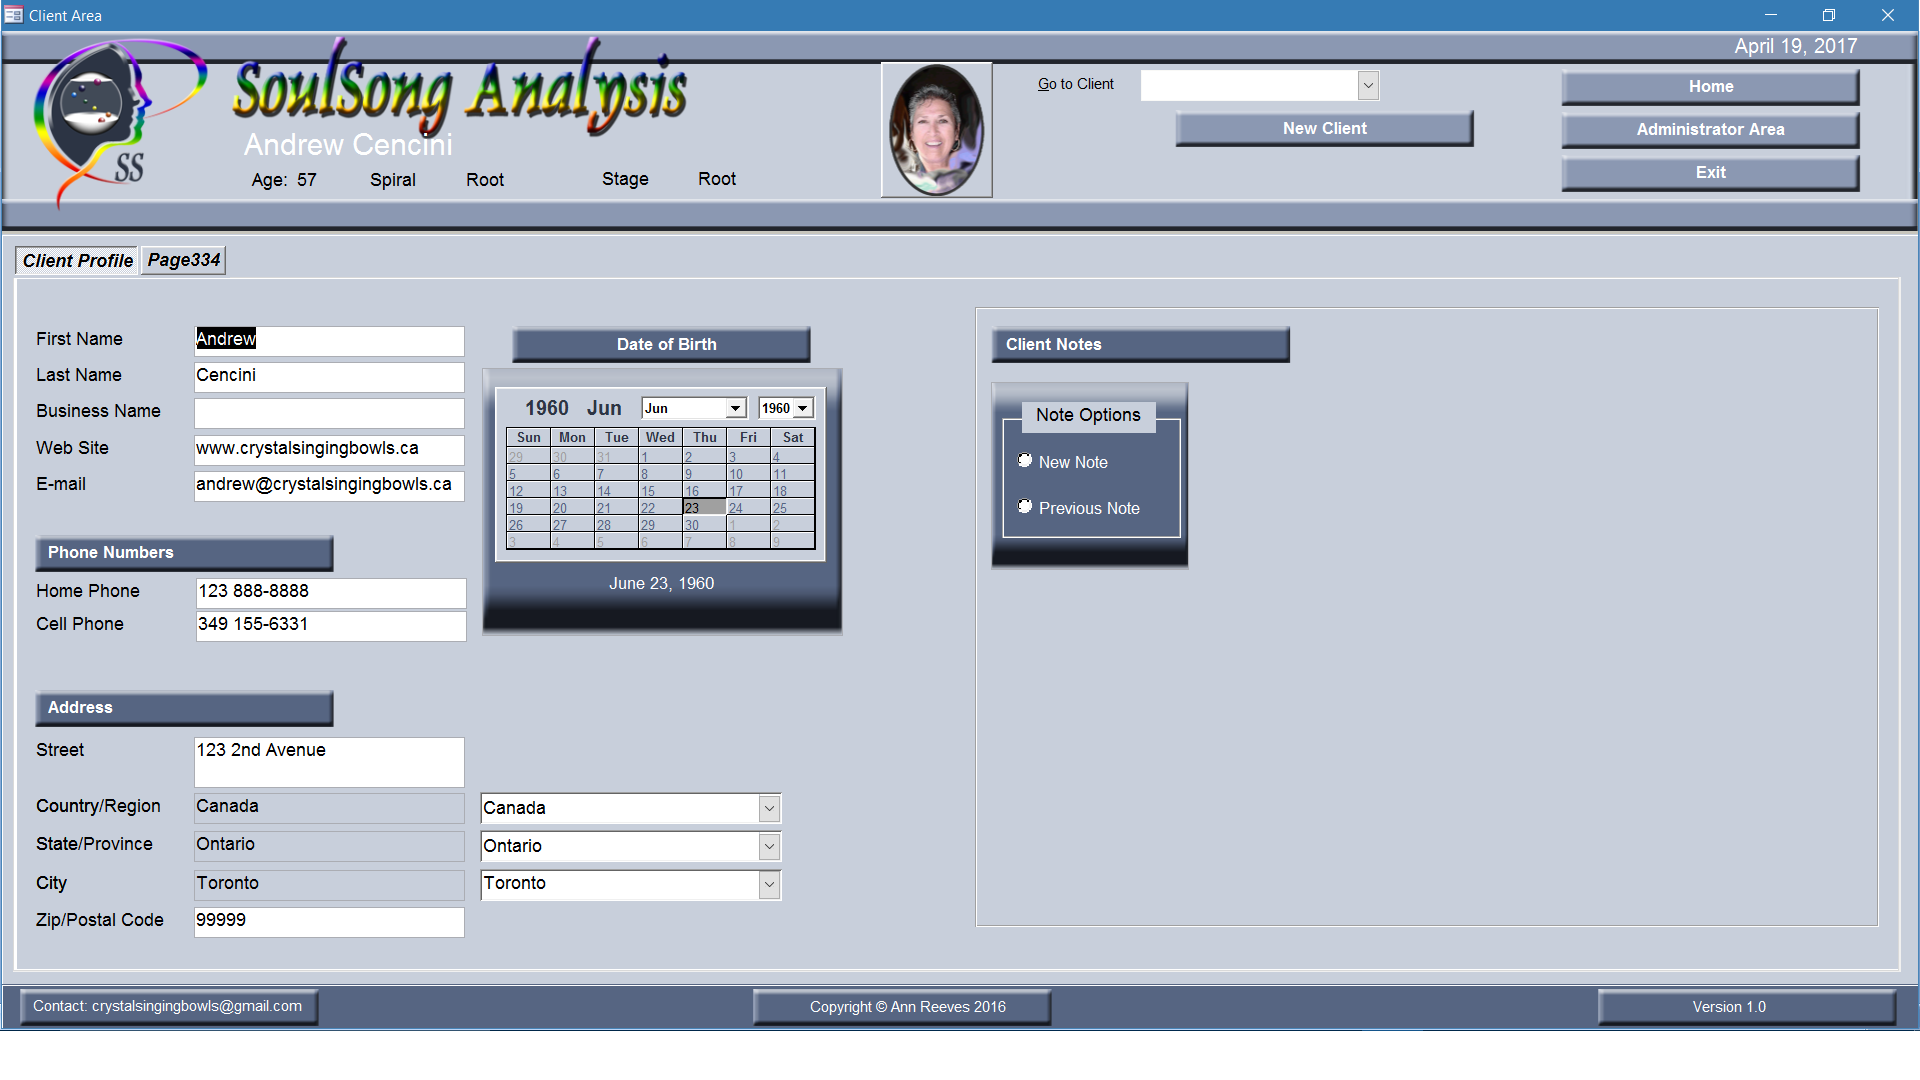 Client Area
April 19, 2017
SoulSong Analysis
SS
Andrew Cencini
Age: 57 Spiral Root Stage Root
Go to Client
New Client
Home
Administrator Area
Exit
Client Profile Page334
First Name Andrew
Last Name Cencini
Business Name
Web Site www.crystalsingingbowls.ca
E-mail andrew@crystalsingingbowls.ca
Phone Numbers
Home Phone 123 888-8888
Cell Phone 349 155-6331
Address
Street 123 2nd Avenue
Country/Region Canada Canada
State/Province Ontario Ontario
City Toronto Toronto
Zip/Postal Code 99999
Date of Birth
1960 Jun Jun 1960
Sun Mon Tue Wed Thu Fri Sat
29 30 31 1 2 3 4
5 6 7 8 9 10 11
12 13 14 15 16 17 18
19 20 21 22 23 24 25
26 27 28 29 30 1 2
3 4 5 6 7 8 9
June 23, 1960
Client Notes
Note Options
New Note
Previous Note
Contact: crystalsingingbowls@gmail.com
Copyright © Ann Reeves 2016
Version 1.0